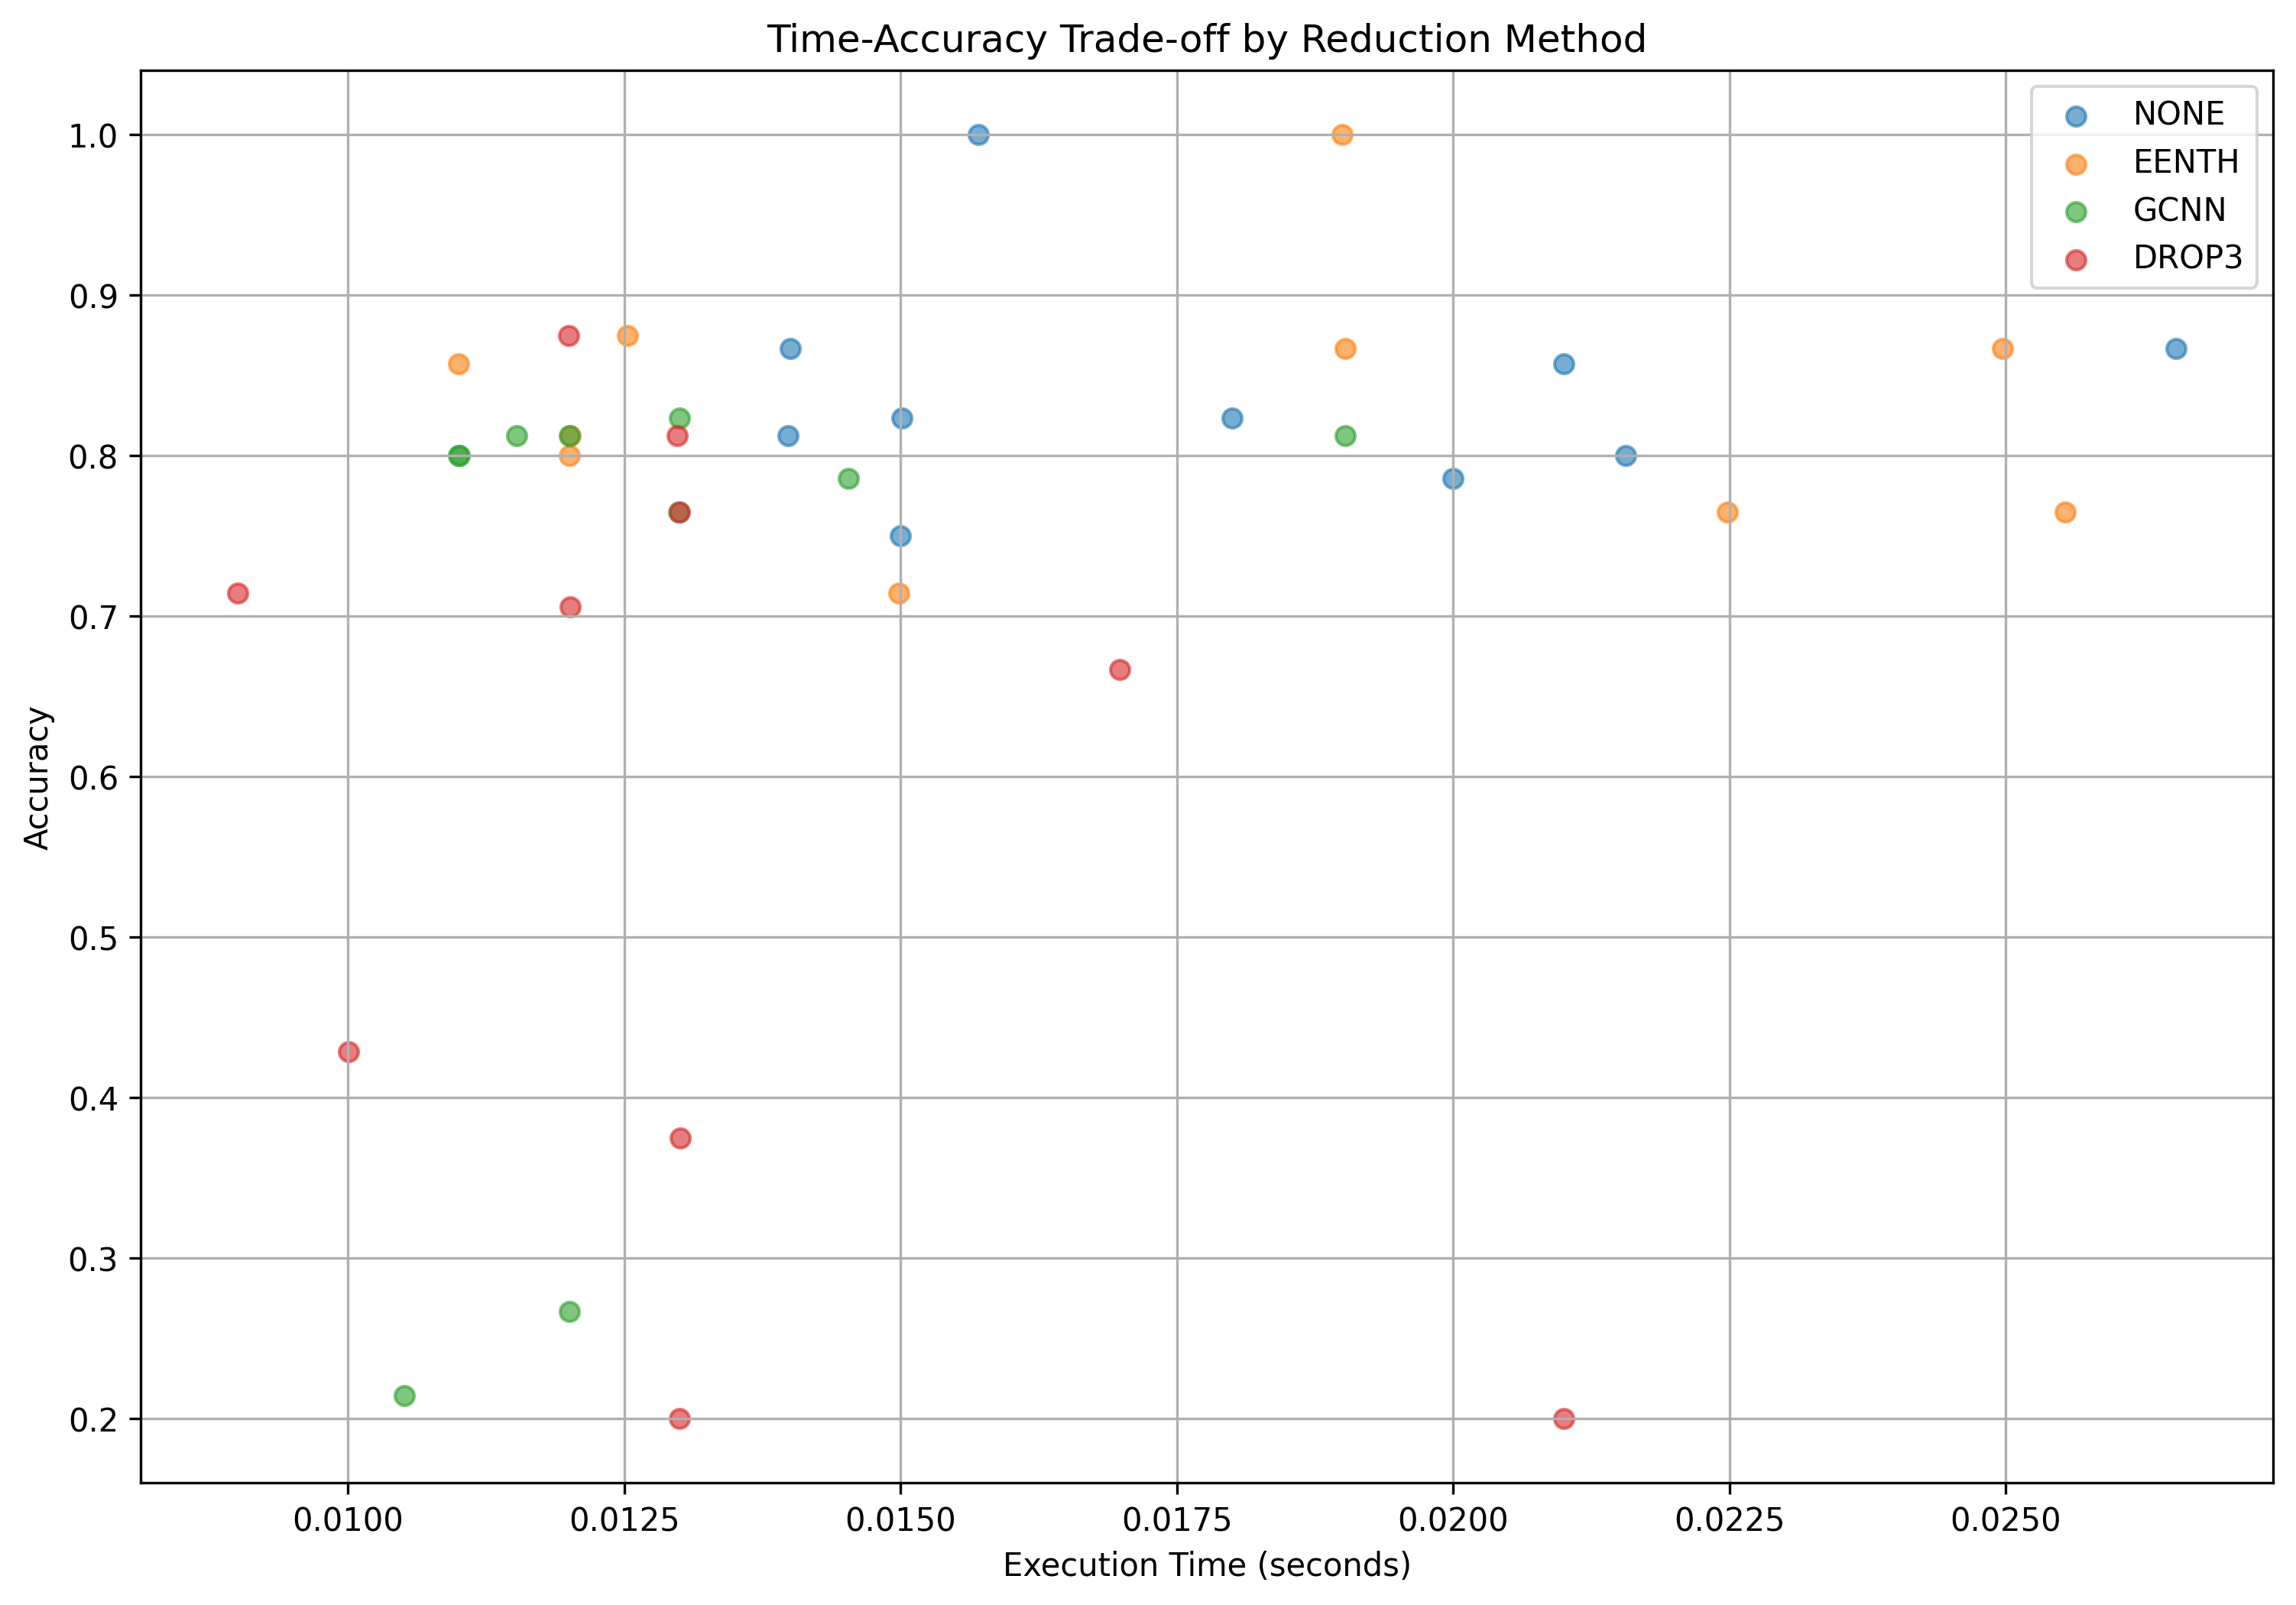 Time-Accuracy Trade-off by Reduction Method
NONE
EENTH
GCNN
DROP3
1.0
0.9
0.8
0.7
0.6
0.5
0.4
0.3
0.2
Accuracy
0.0100 0.0125 0.0150 0.0175 0.0200 0.0225 0.0250
Execution Time (seconds)